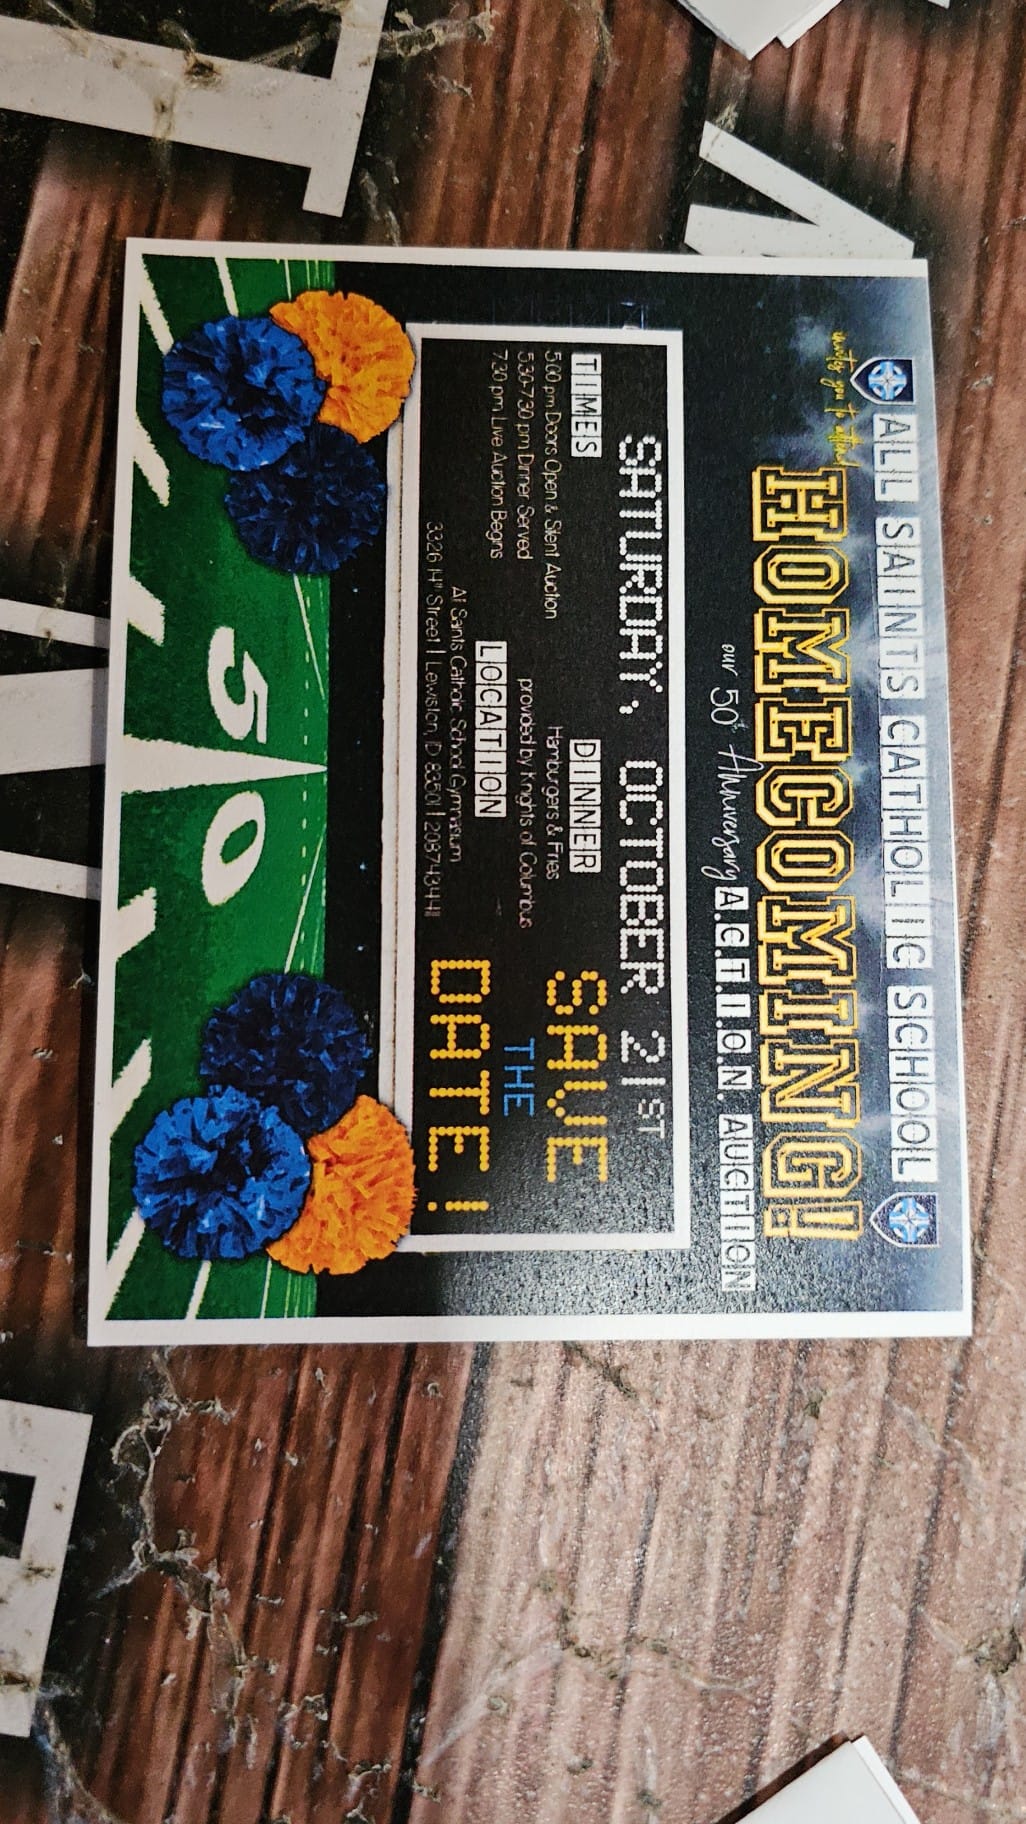 ALL SAINTS CATHOLIC SCHOOL
invites you to attend
HOMECOMING!
our 50th Anniversary A.C.T.I.O.N. AUCTION
SATURDAY, OCTOBER 21ST
TIMES
5:00 pm Doors Open & Silent Auction
5:30-7:30 pm Dinner Served
7:30 pm Live Auction Begins
DINNER
Hamburgers & Fries
provided by Knights of Columbus
LOCATION
All Saints Catholic School Gymnasium
3326 14th Street | Lewiston, ID 83501 | 208.743.4411
SAVE
THE
DATE!
50